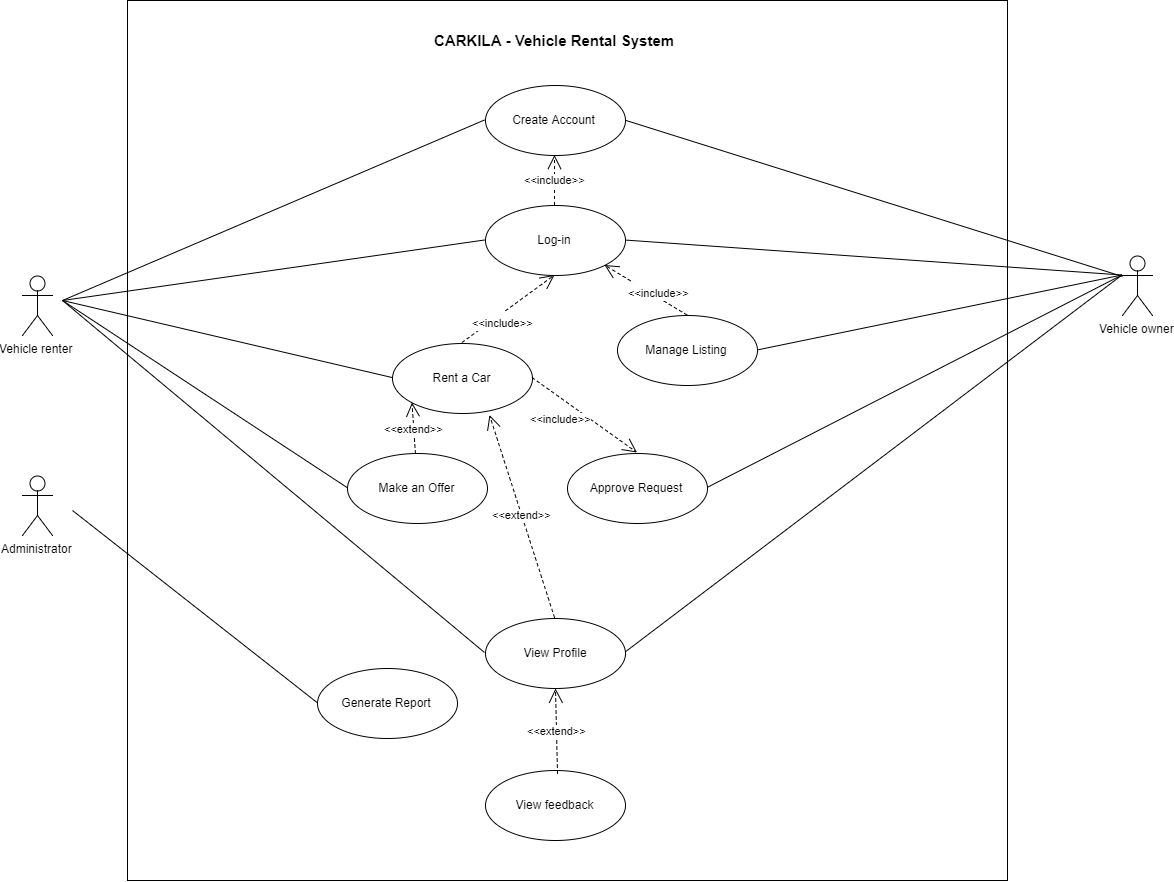 CARKILA - Vehicle Rental System
Create Account
<<include>>
Log-in
<<include>>
<<include>>
Vehicle owner
Vehicle renter
Manage Listing
Rent a Car
<<include>>
<<extend>>
Make an Offer
Approve Request
<<extend>>
Administrator
View Profile
Generate Report
<<extend>>
View feedback